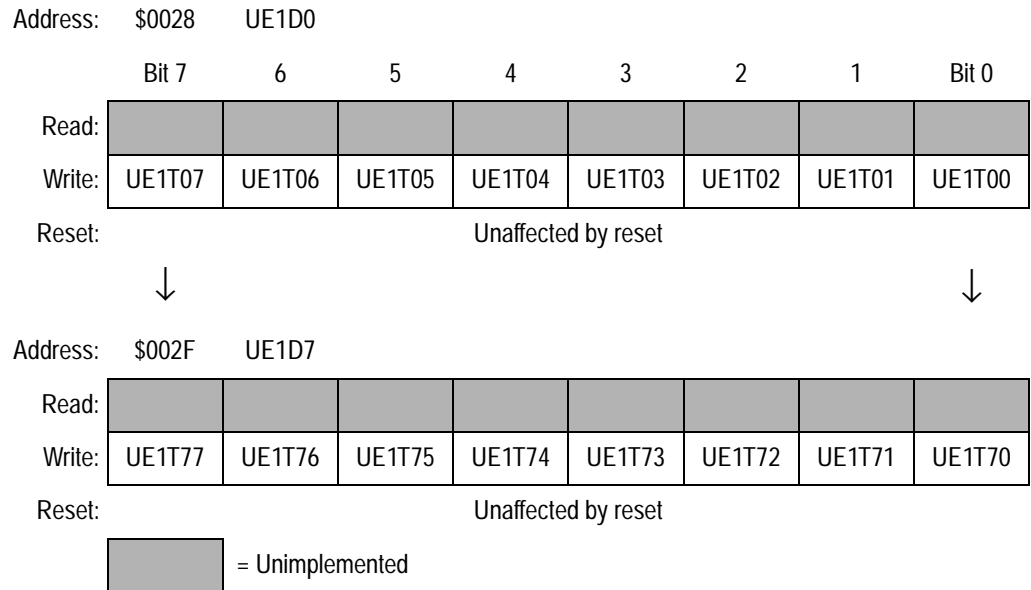 Address: $0028 UE1D0
Bit 7 6 5 4 3 2 1 Bit 0
Read:
Write: UE1T07 UE1T06 UE1T05 UE1T04 UE1T03 UE1T02 UE1T01 UE1T00
Reset: Unaffected by reset
↓ ↓
Address: $002F UE1D7
Read:
Write: UE1T77 UE1T76 UE1T75 UE1T74 UE1T73 UE1T72 UE1T71 UE1T70
Reset: Unaffected by reset
= Unimplemented